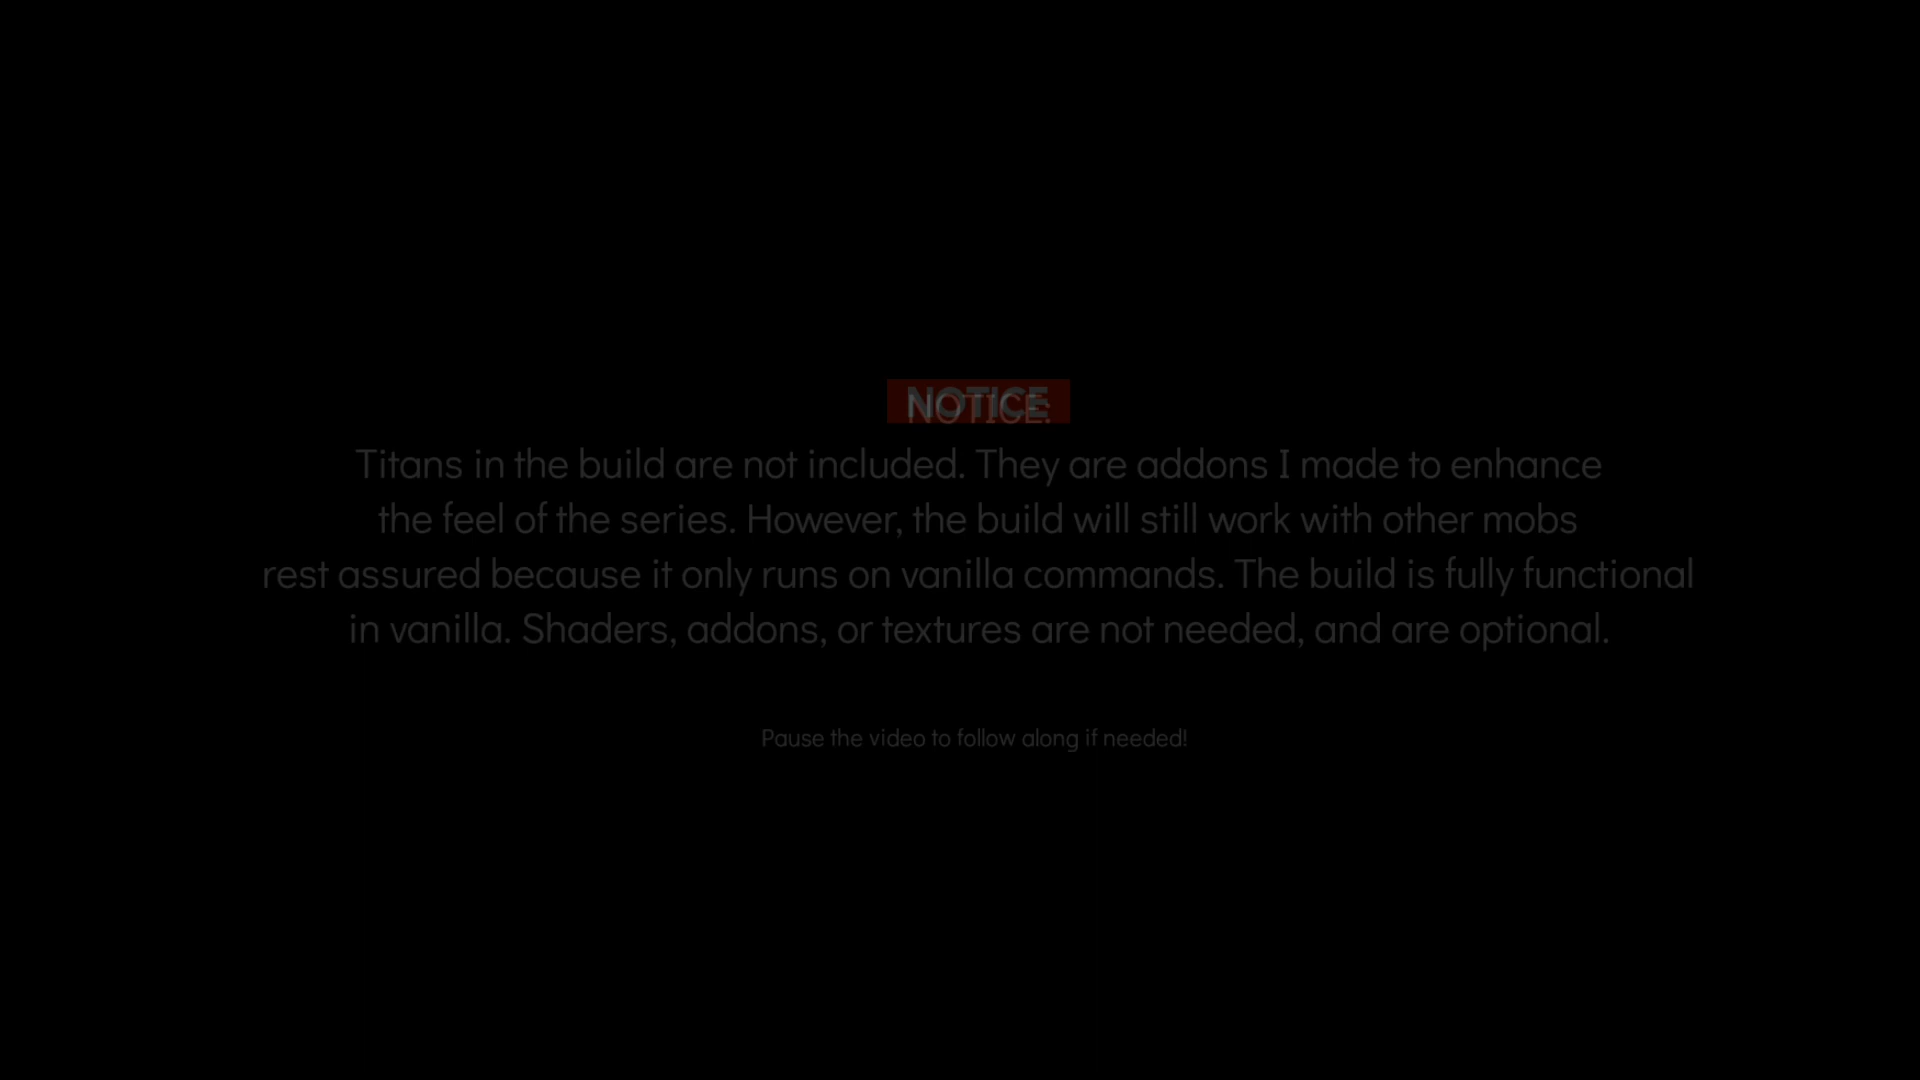 NOTICE:
Titans in the build are not included. They are addons I made to enhance
the feel of the series. However, the build will still work with other mobs
rest assured because it only runs on vanilla commands. The build is fully functional
in vanilla. Shaders, addons, or textures are not needed, and are optional.
Pause the video to follow along if needed!